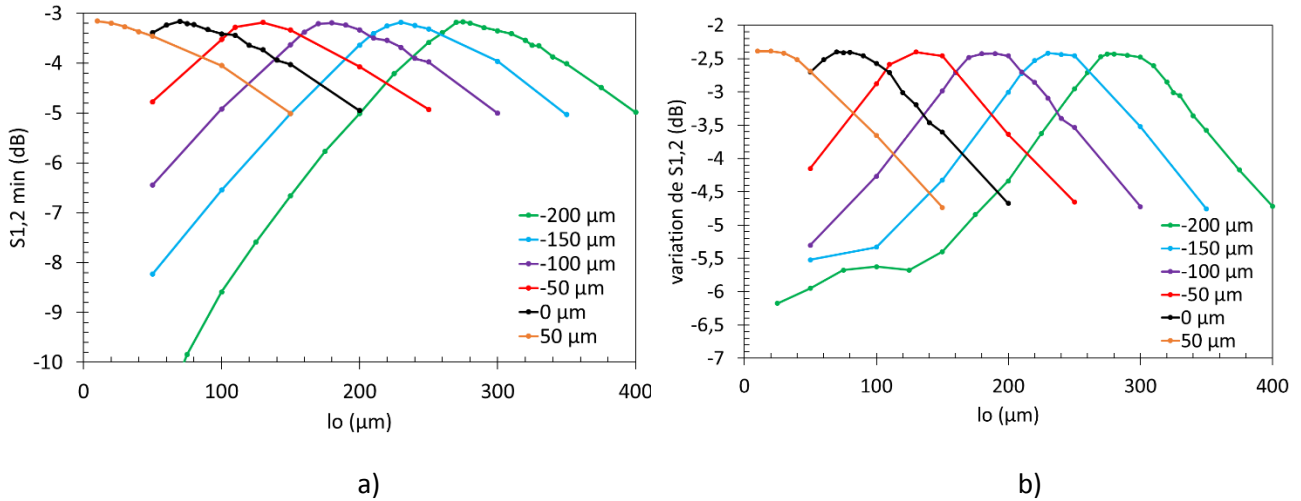 -3
-4
-5
-6
-7
-8
-9
-10
S1,2 min (dB)
0
100
200
300
400
lo (µm)
-200 µm
-150 µm
-100 µm
-50 µm
0 µm
50 µm
a)
-2
-2,5
-3
-3,5
-4
-4,5
-5
-5,5
-6
-6,5
-7
variation de S1,2 (dB)
0
100
200
300
400
lo (µm)
-200 µm
-150 µm
-100 µm
-50 µm
0 µm
50 µm
b)